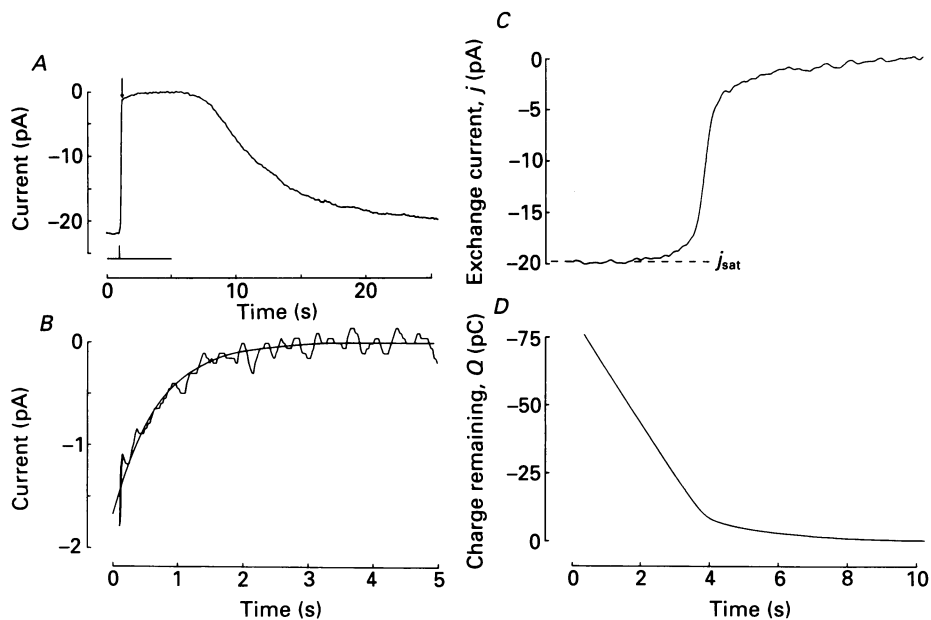 A
Current (pA)
0
−10
−20
0
10
20
Time (s)
B
Current (pA)
0
−1
−2
0
1
2
3
4
5
Time (s)
C
Exchange current, j (pA)
0
−5
−10
−15
−20
jsat
D
Charge remaining, Q (pC)
−75
−50
−25
0
0
2
4
6
8
10
Time (s)